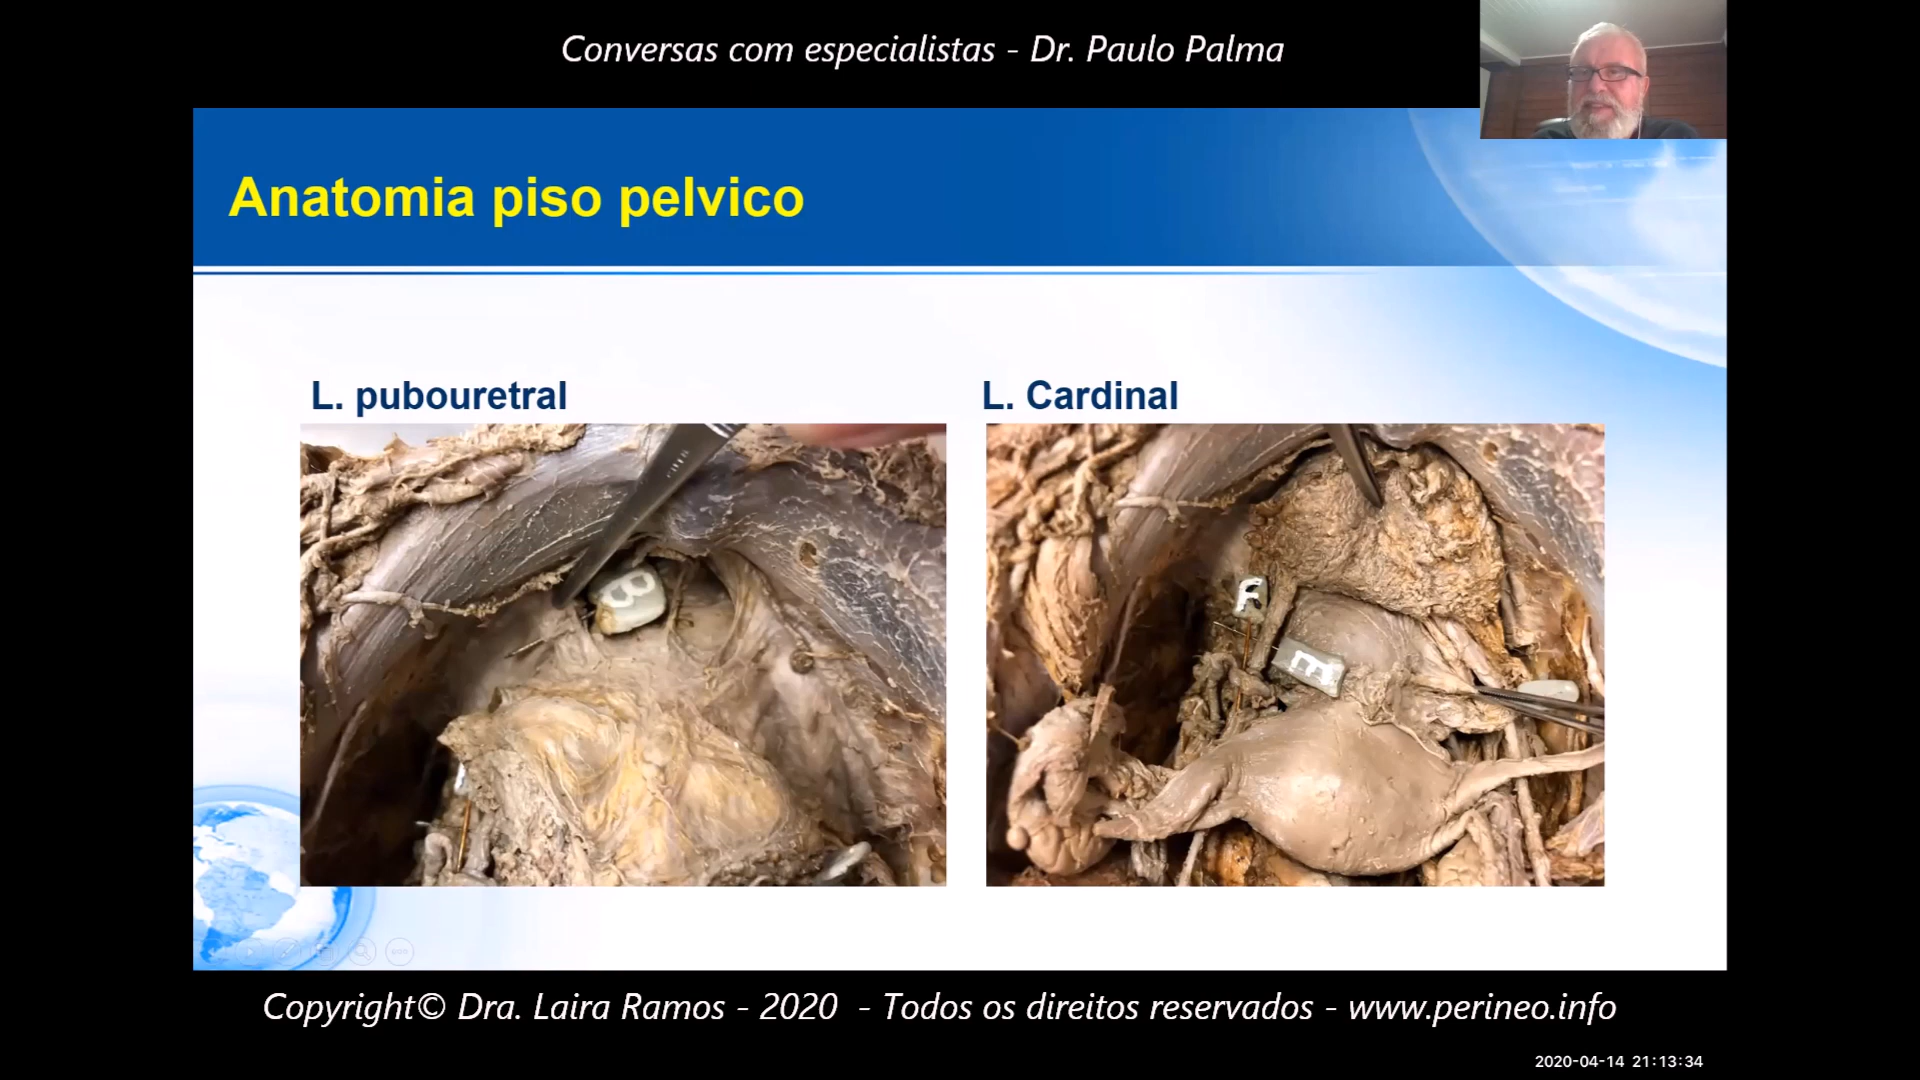 Conversas com especialistas - Dr. Paulo Palma
Anatomia piso pelvico
L. pubouretral
L. Cardinal
B
F
E
Copyright© Dra. Laira Ramos - 2020 - Todos os direitos reservados - www.perineo.info
2020-04-14 21:13:34